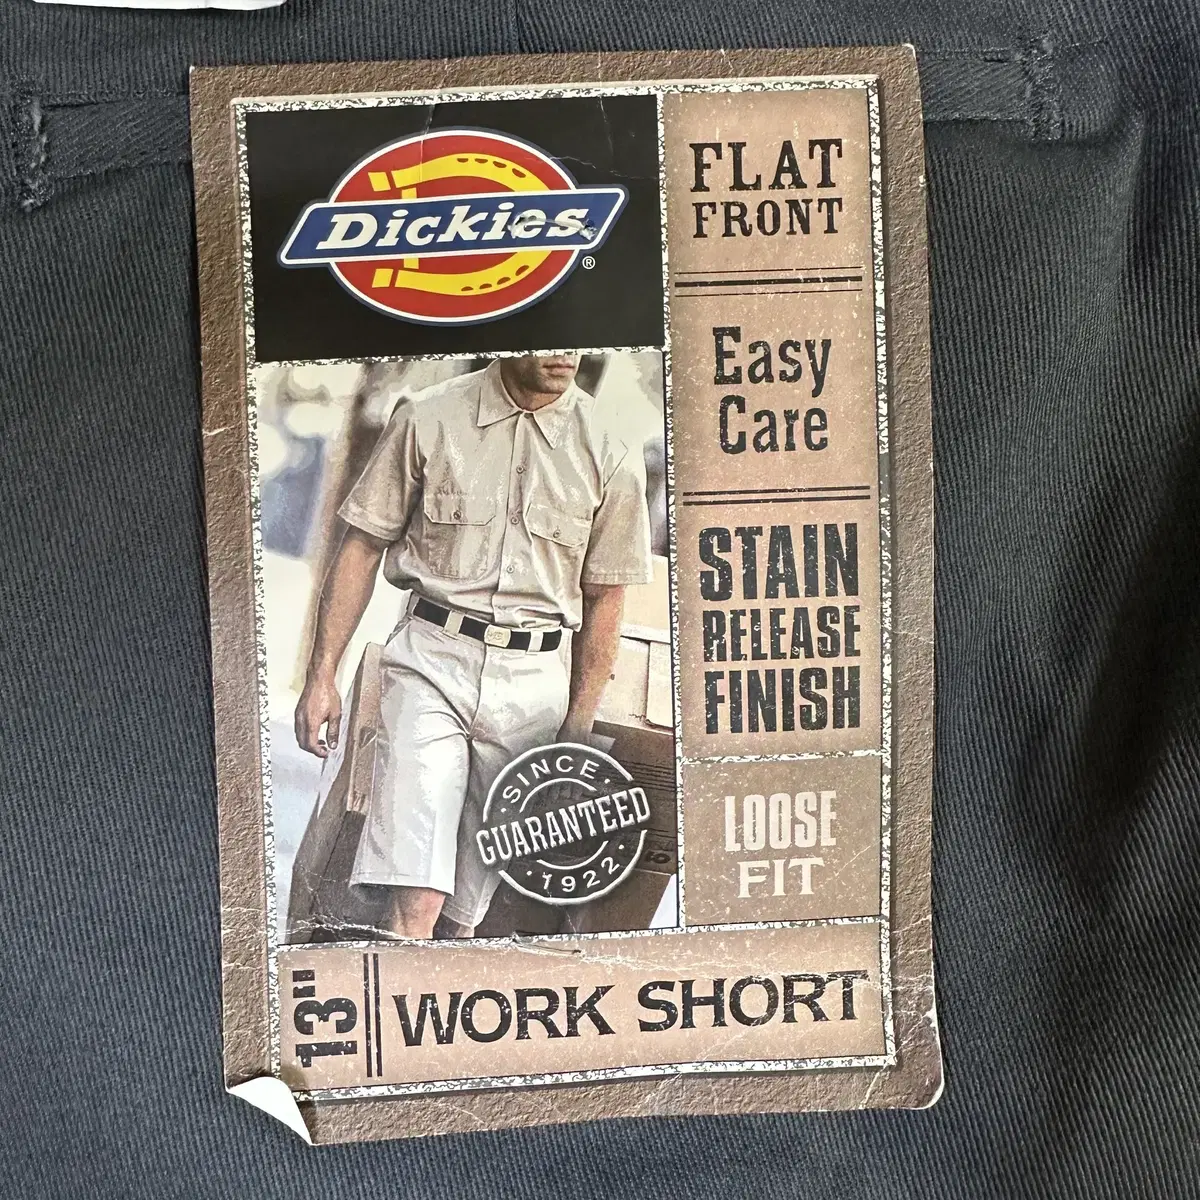 Dickies
®
FLAT
FRONT
Easy
Care
STAIN
RELEASE
FINISH
LOOSE
FIT
SINCE
GUARANTEED
1922
13"
WORK SHORT